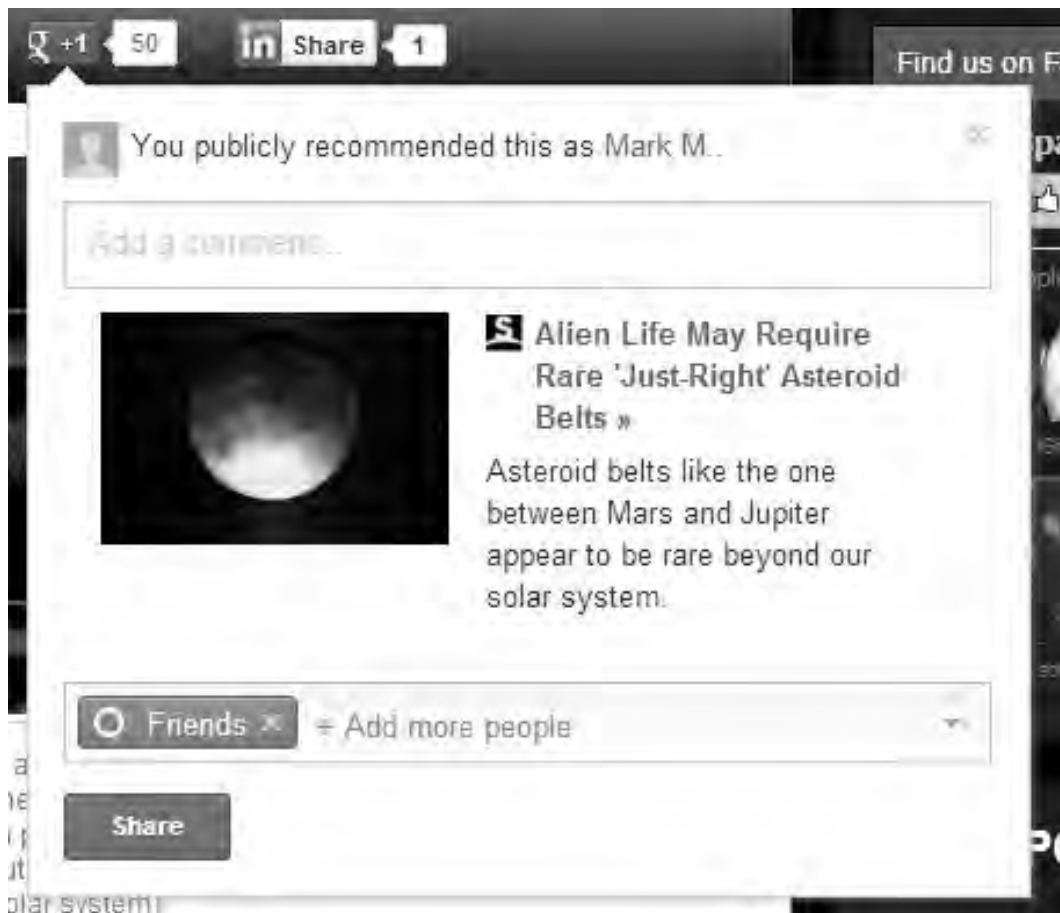 +1 50 in Share 1
Find us on F
You publicly recommended this as Mark M..
Add a comment...
S Alien Life May Require
Rare 'Just-Right' Asteroid
Belts »
Asteroid belts like the one
between Mars and Jupiter
appear to be rare beyond our
solar system.
Friends × + Add more people
Share
olar system]